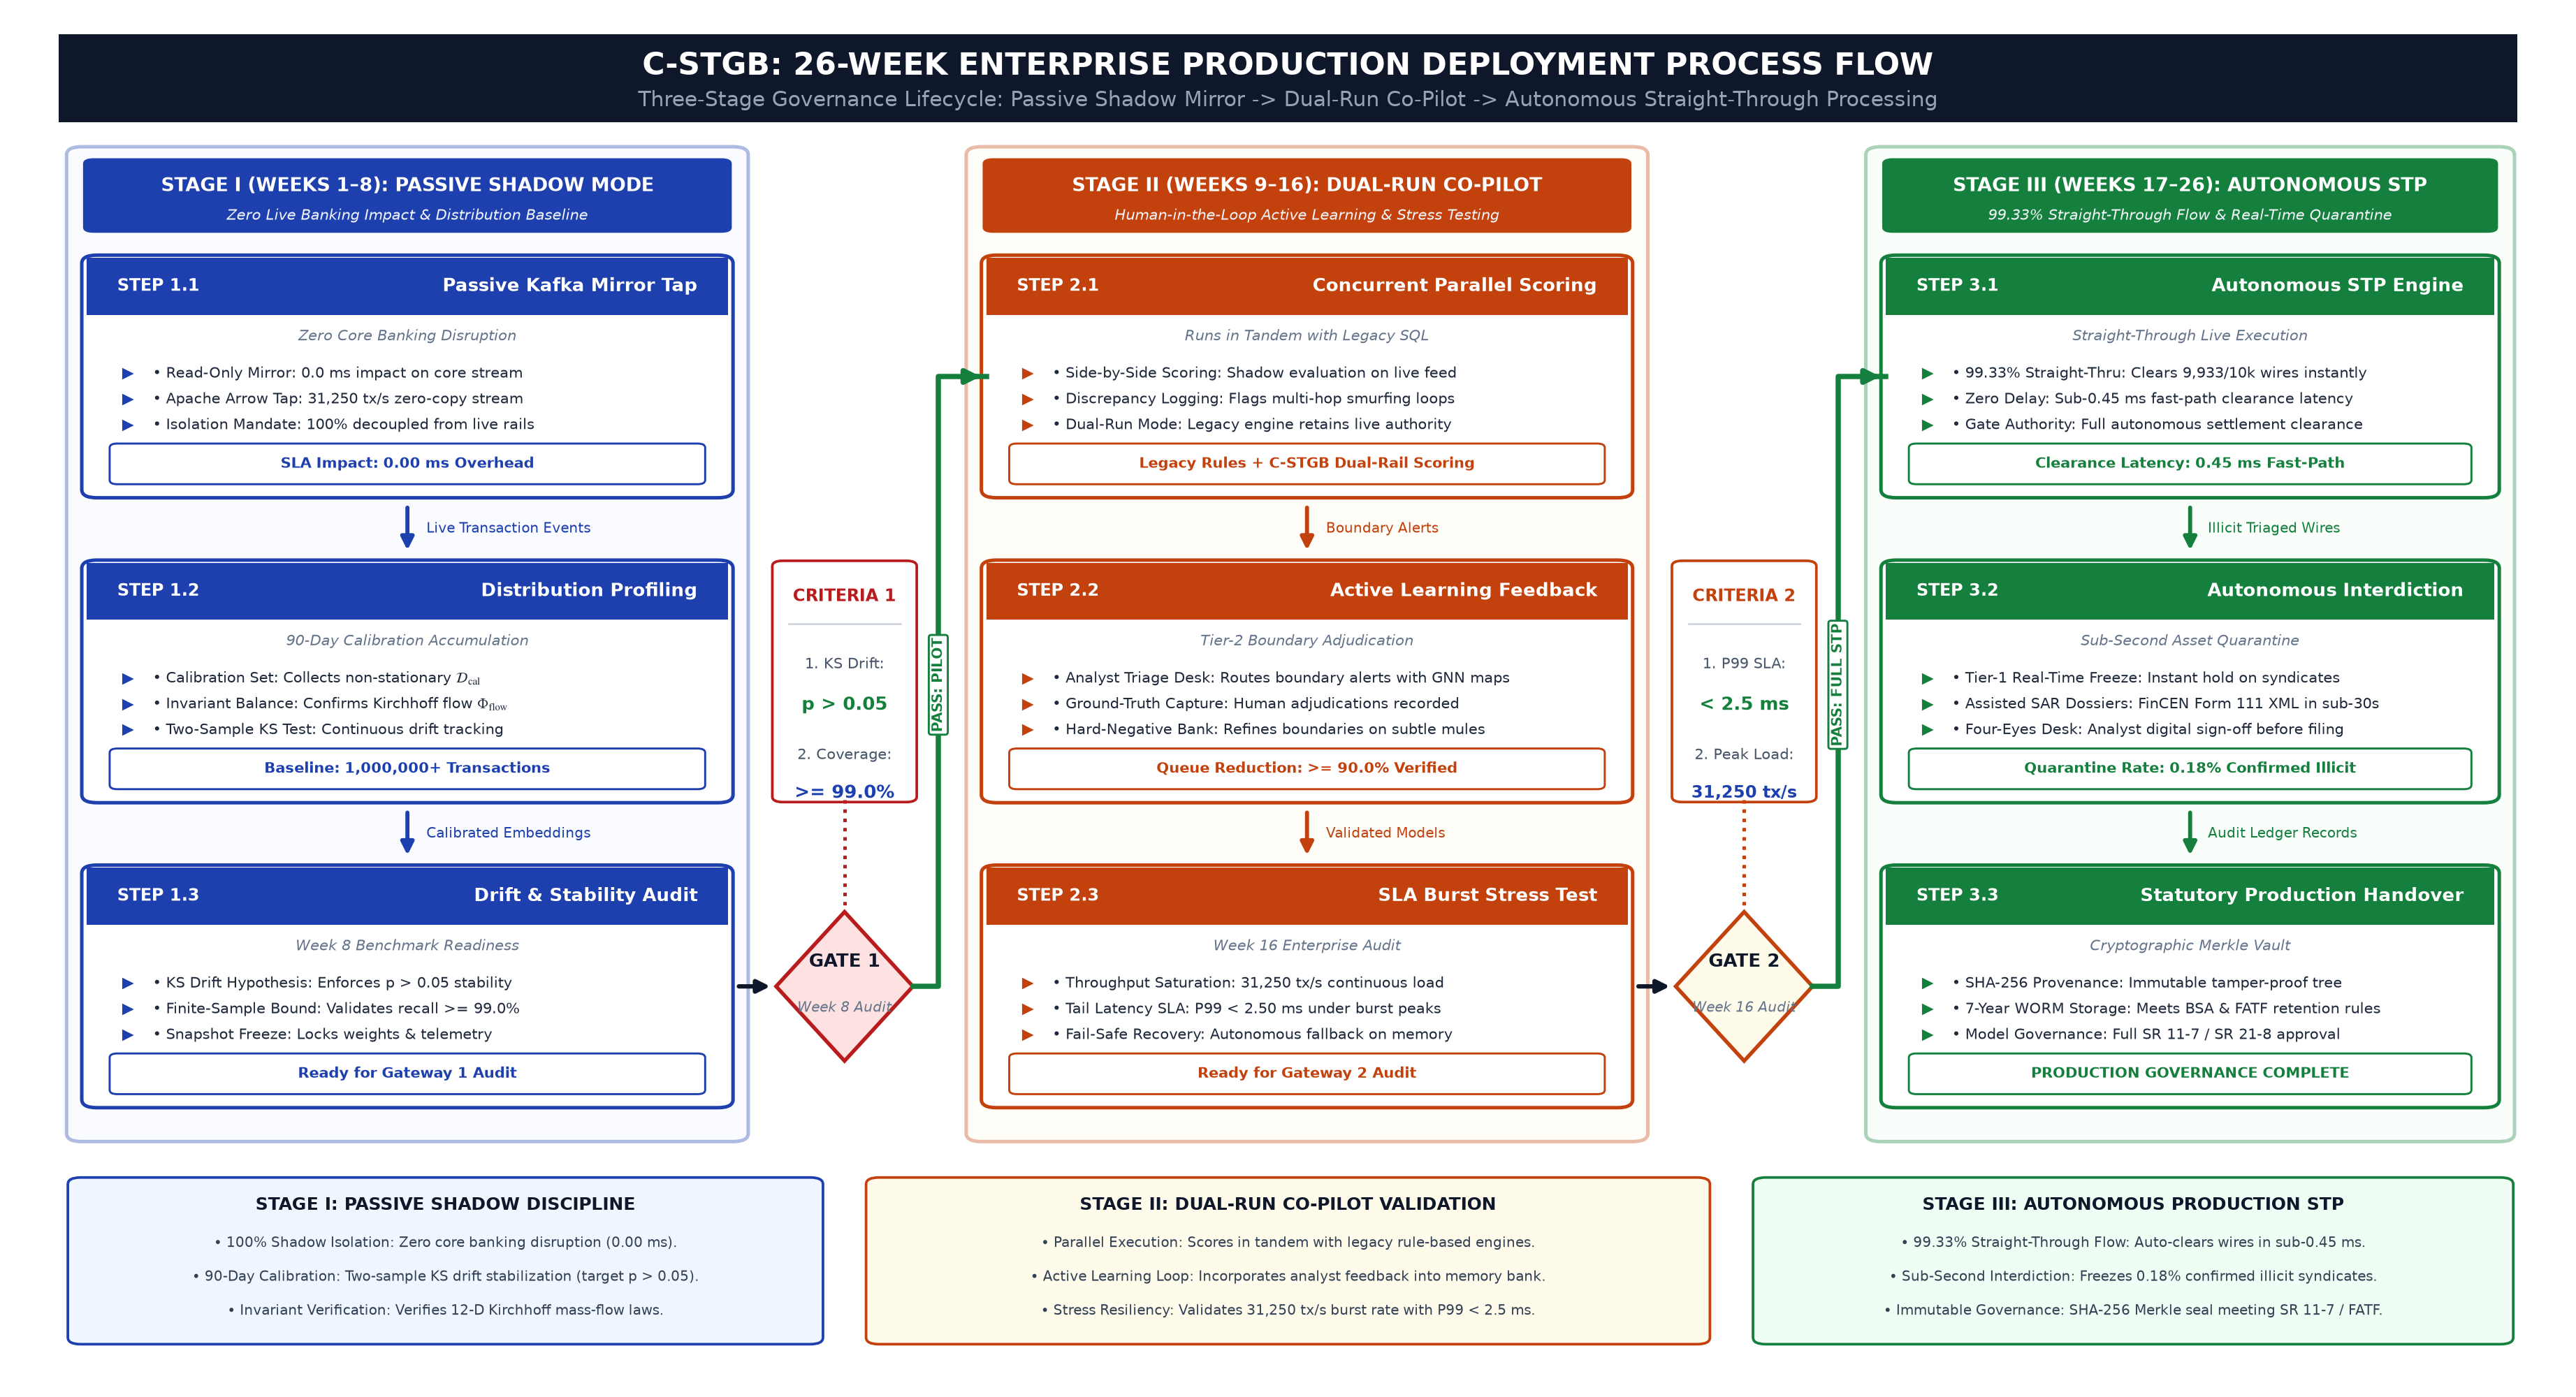 C-STGB: 26-WEEK ENTERPRISE PRODUCTION DEPLOYMENT PROCESS FLOW
Three-Stage Governance Lifecycle: Passive Shadow Mirror -> Dual-Run Co-Pilot -> Autonomous Straight-Through Processing
STAGE I (WEEKS 1–8): PASSIVE SHADOW MODE
Zero Live Banking Impact & Distribution Baseline
STEP 1.1 Passive Kafka Mirror Tap
Zero Core Banking Disruption
▶ • Read-Only Mirror: 0.0 ms impact on core stream
▶ • Apache Arrow Tap: 31,250 tx/s zero-copy stream
▶ • Isolation Mandate: 100% decoupled from live rails
SLA Impact: 0.00 ms Overhead
Live Transaction Events
STEP 1.2 Distribution Profiling
90-Day Calibration Accumulation
▶ • Calibration Set: Collects non-stationary 𝒟cal
▶ • Invariant Balance: Confirms Kirchhoff flow Φflow
▶ • Two-Sample KS Test: Continuous drift tracking
Baseline: 1,000,000+ Transactions
Calibrated Embeddings
STEP 1.3 Drift & Stability Audit
Week 8 Benchmark Readiness
▶ • KS Drift Hypothesis: Enforces p > 0.05 stability
▶ • Finite-Sample Bound: Validates recall >= 99.0%
▶ • Snapshot Freeze: Locks weights & telemetry
Ready for Gateway 1 Audit
CRITERIA 1
1. KS Drift:
p > 0.05
2. Coverage:
>= 99.0%
GATE 1
Week 8 Audit
PASS: PILOT
STAGE II (WEEKS 9–16): DUAL-RUN CO-PILOT
Human-in-the-Loop Active Learning & Stress Testing
STEP 2.1 Concurrent Parallel Scoring
Runs in Tandem with Legacy SQL
▶ • Side-by-Side Scoring: Shadow evaluation on live feed
▶ • Discrepancy Logging: Flags multi-hop smurfing loops
▶ • Dual-Run Mode: Legacy engine retains live authority
Legacy Rules + C-STGB Dual-Rail Scoring
Boundary Alerts
STEP 2.2 Active Learning Feedback
Tier-2 Boundary Adjudication
▶ • Analyst Triage Desk: Routes boundary alerts with GNN maps
▶ • Ground-Truth Capture: Human adjudications recorded
▶ • Hard-Negative Bank: Refines boundaries on subtle mules
Queue Reduction: >= 90.0% Verified
Validated Models
STEP 2.3 SLA Burst Stress Test
Week 16 Enterprise Audit
▶ • Throughput Saturation: 31,250 tx/s continuous load
▶ • Tail Latency SLA: P99 < 2.50 ms under burst peaks
▶ • Fail-Safe Recovery: Autonomous fallback on memory
Ready for Gateway 2 Audit
CRITERIA 2
1. P99 SLA:
< 2.5 ms
2. Peak Load:
31,250 tx/s
GATE 2
Week 16 Audit
PASS: FULL STP
STAGE III (WEEKS 17–26): AUTONOMOUS STP
99.33% Straight-Through Flow & Real-Time Quarantine
STEP 3.1 Autonomous STP Engine
Straight-Through Live Execution
▶ • 99.33% Straight-Thru: Clears 9,933/10k wires instantly
▶ • Zero Delay: Sub-0.45 ms fast-path clearance latency
▶ • Gate Authority: Full autonomous settlement clearance
Clearance Latency: 0.45 ms Fast-Path
Illicit Triaged Wires
STEP 3.2 Autonomous Interdiction
Sub-Second Asset Quarantine
▶ • Tier-1 Real-Time Freeze: Instant hold on syndicates
▶ • Assisted SAR Dossiers: FinCEN Form 111 XML in sub-30s
▶ • Four-Eyes Desk: Analyst digital sign-off before filing
Quarantine Rate: 0.18% Confirmed Illicit
Audit Ledger Records
STEP 3.3 Statutory Production Handover
Cryptographic Merkle Vault
▶ • SHA-256 Provenance: Immutable tamper-proof tree
▶ • 7-Year WORM Storage: Meets BSA & FATF retention rules
▶ • Model Governance: Full SR 11-7 / SR 21-8 approval
PRODUCTION GOVERNANCE COMPLETE
STAGE I: PASSIVE SHADOW DISCIPLINE
• 100% Shadow Isolation: Zero core banking disruption (0.00 ms).
• 90-Day Calibration: Two-sample KS drift stabilization (target p > 0.05).
• Invariant Verification: Verifies 12-D Kirchhoff mass-flow laws.
STAGE II: DUAL-RUN CO-PILOT VALIDATION
• Parallel Execution: Scores in tandem with legacy rule-based engines.
• Active Learning Loop: Incorporates analyst feedback into memory bank.
• Stress Resiliency: Validates 31,250 tx/s burst rate with P99 < 2.5 ms.
STAGE III: AUTONOMOUS PRODUCTION STP
• 99.33% Straight-Through Flow: Auto-clears wires in sub-0.45 ms.
• Sub-Second Interdiction: Freezes 0.18% confirmed illicit syndicates.
• Immutable Governance: SHA-256 Merkle seal meeting SR 11-7 / FATF.